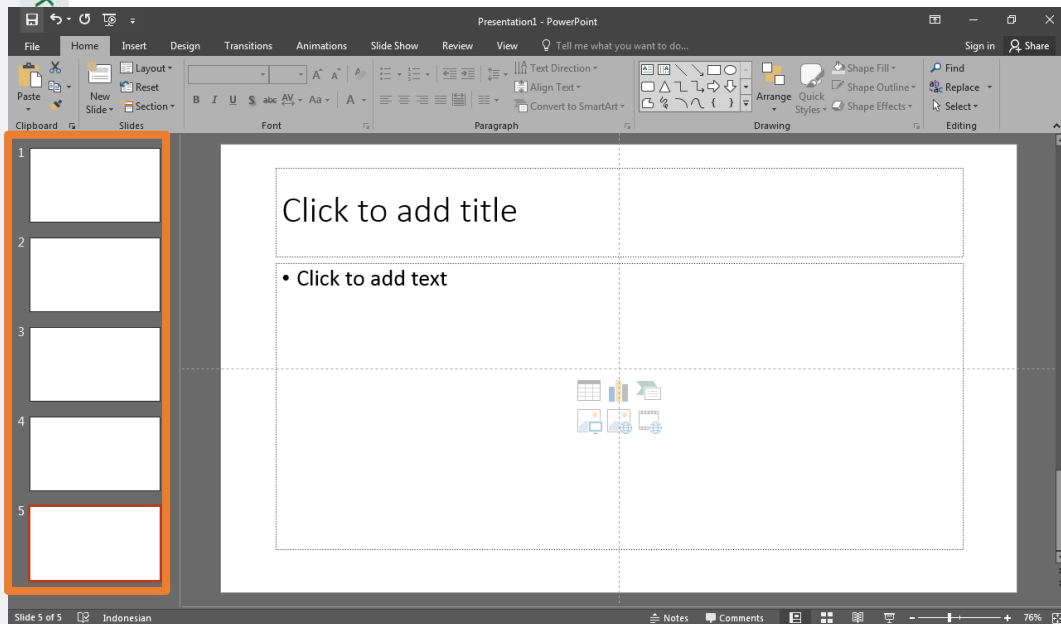 Presentation1 - PowerPoint
File Home Insert Design Transitions Animations Slide Show Review View Tell me what you want to do... Sign in Share
Paste
Clipboard
New Slide
Layout
Reset
Section
Slides
B I U S abc AV Aa A
Font
Text Direction
Align Text
Convert to SmartArt
Paragraph
Arrange
Quick Styles
Shape Fill
Shape Outline
Shape Effects
Drawing
Find
Replace
Select
Editing
1
2
3
4
5
Click to add title
• Click to add text
Slide 5 of 5 Indonesian Notes Comments 76%